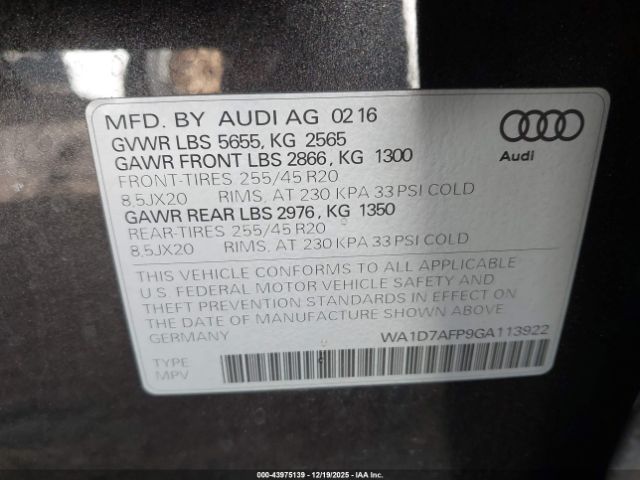 MFD. BY AUDI AG 02 16
GVWR LBS 5655, KG 2565
GAWR FRONT LBS 2866, KG 1300
FRONT-TIRES 255/45 R20
8,5JX20 RIMS, AT 230 KPA 33 PSI COLD
GAWR REAR LBS 2976, KG 1350
REAR-TIRES 255/45 R20
8,5JX20 RIMS, AT 230 KPA 33 PSI COLD
Audi
THIS VEHICLE CONFORMS TO ALL APPLICABLE
U.S. FEDERAL MOTOR VEHICLE SAFETY AND
THEFT PREVENTION STANDARDS IN EFFECT ON
THE DATE OF MANUFACTURE SHOWN ABOVE.
GERMANY WA1D7AFP9GA113922
TYPE
MPV
000-43975139 - 12/19/2025 - IAA Inc.